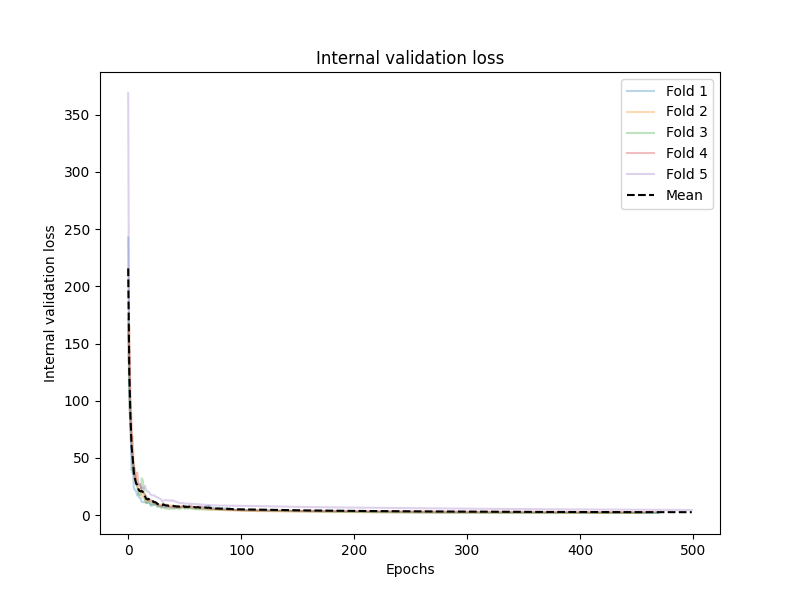 Internal validation loss
Fold 1
Fold 2
Fold 3
Fold 4
Fold 5
Mean
350
300
250
200
150
100
50
0
Internal validation loss
0 100 200 300 400 500
Epochs